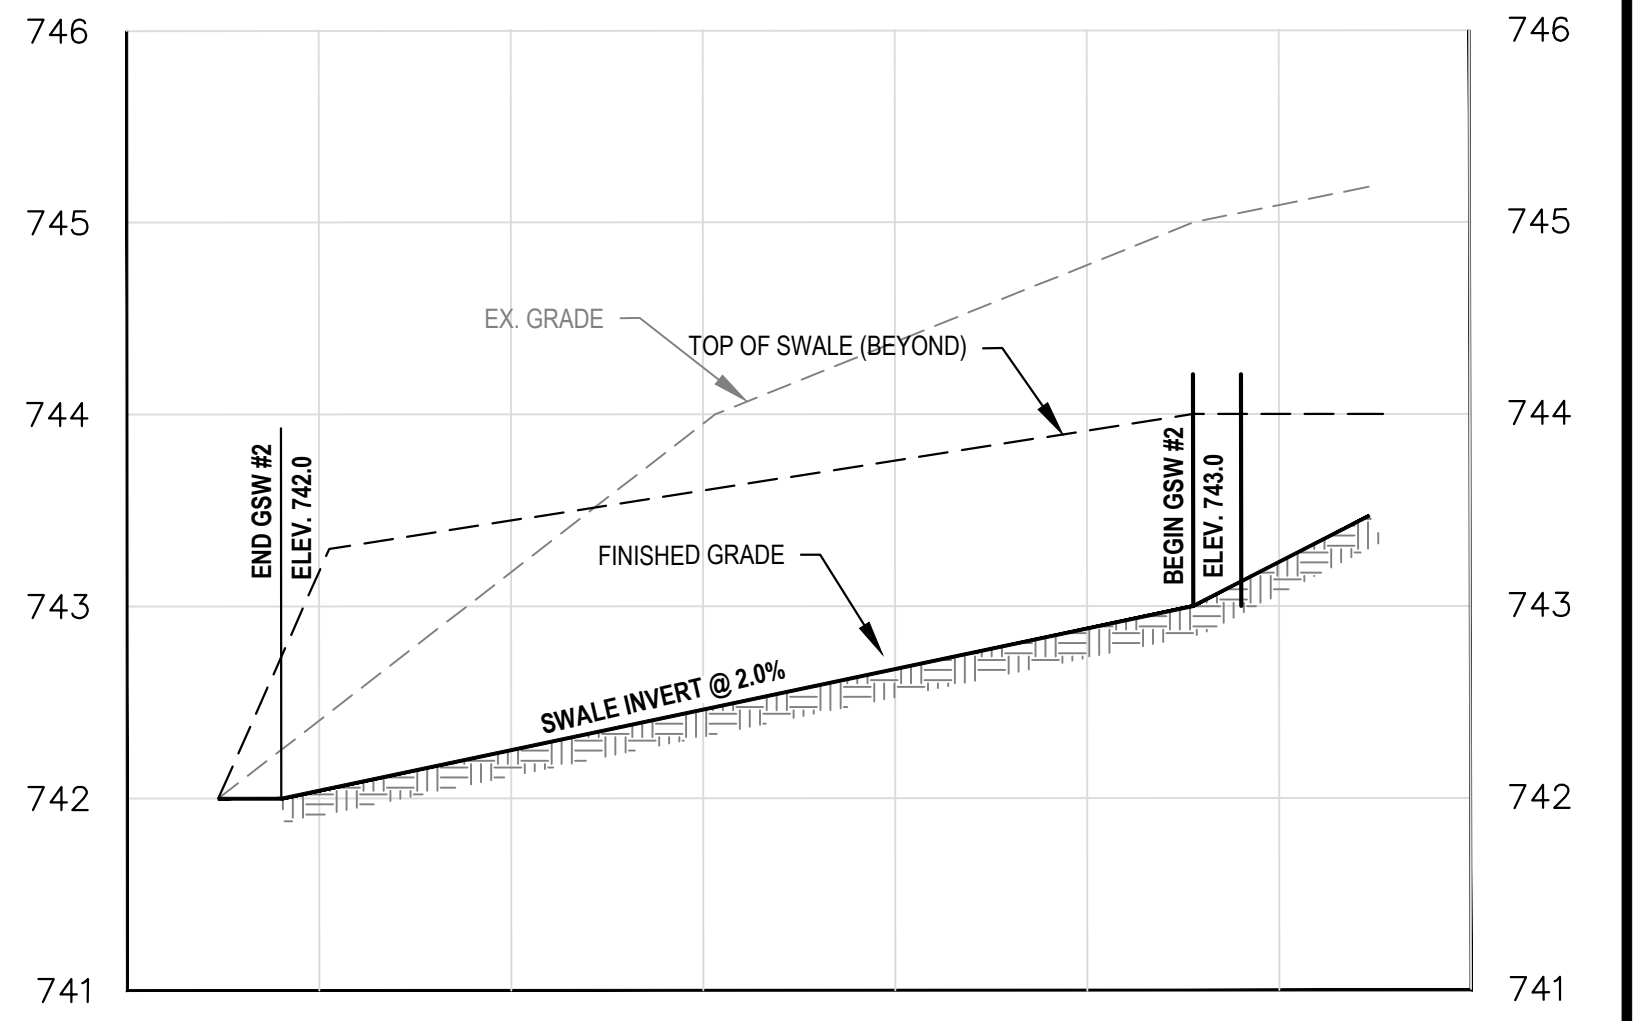 746
746
745
745
EX. GRADE
TOP OF SWALE (BEYOND)
744
744
END GSW #2
ELEV. 742.0
BEGIN GSW #2
ELEV. 743.0
FINISHED GRADE
743
743
SWALE INVERT @ 2.0%
742
742
741
741